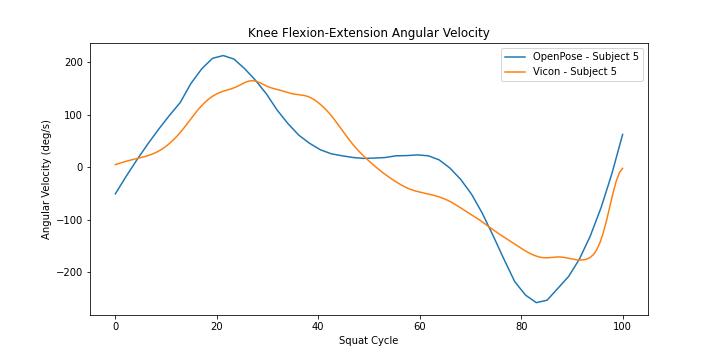 Knee Flexion-Extension Angular Velocity
OpenPose - Subject 5
Vicon - Subject 5
Angular Velocity (deg/s)
200
100
0
−100
−200
0 20 40 60 80 100
Squat Cycle